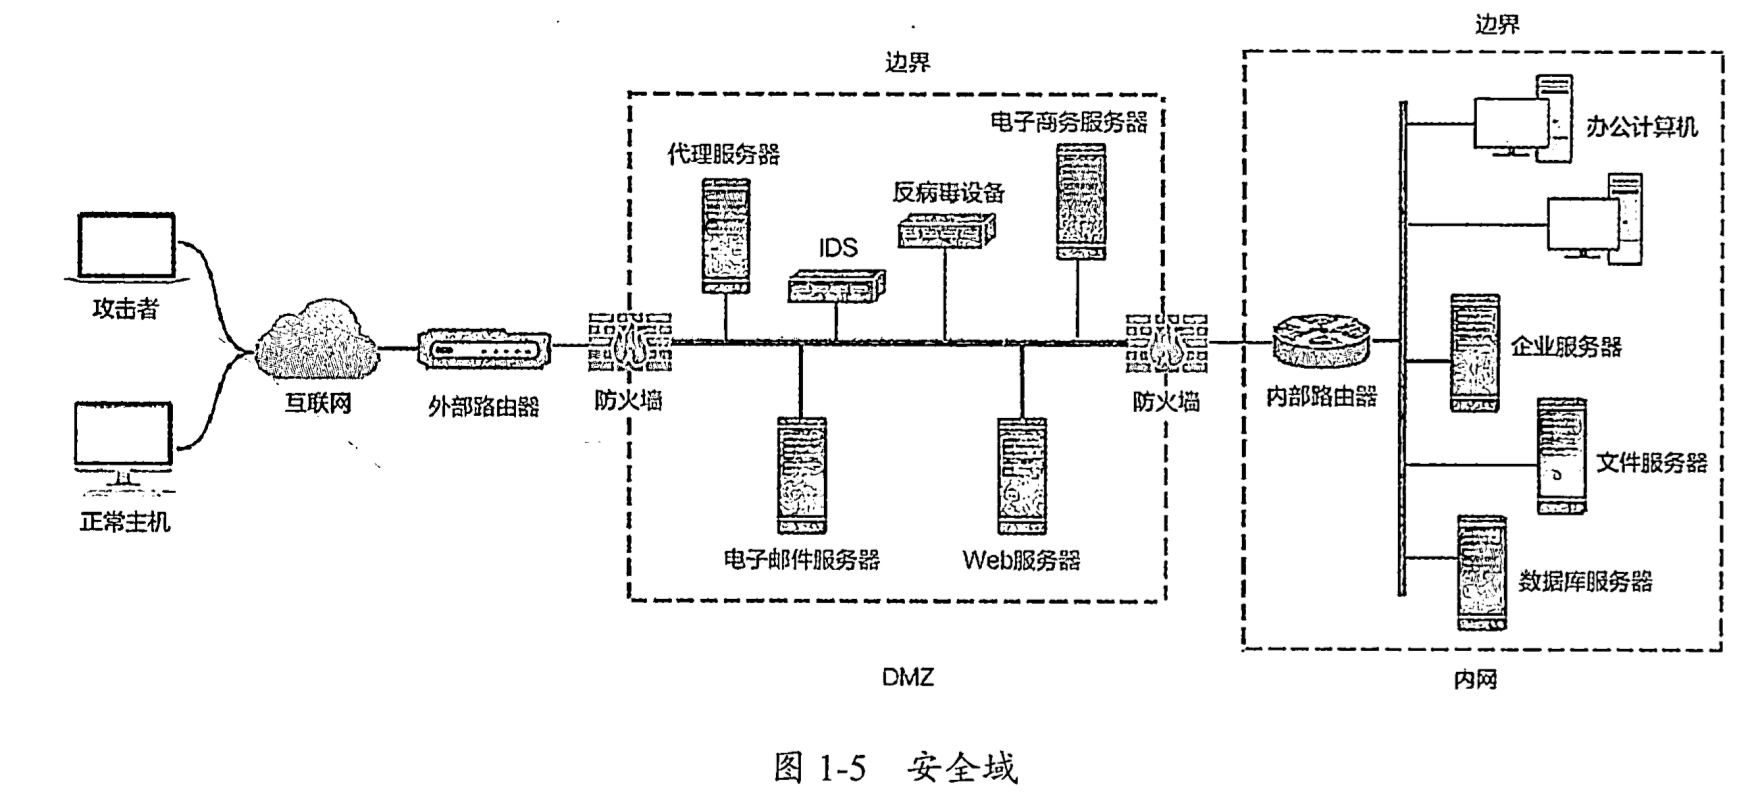 边界
边界
电子商务服务器
代理服务器
反病毒设备
IDS
办公计算机
攻击者
互联网
外部路由器
防火墙
防火墙
内部路由器
企业服务器
文件服务器
正常主机
电子邮件服务器
Web服务器
数据库服务器
DMZ
内网
图 1-5 安全域